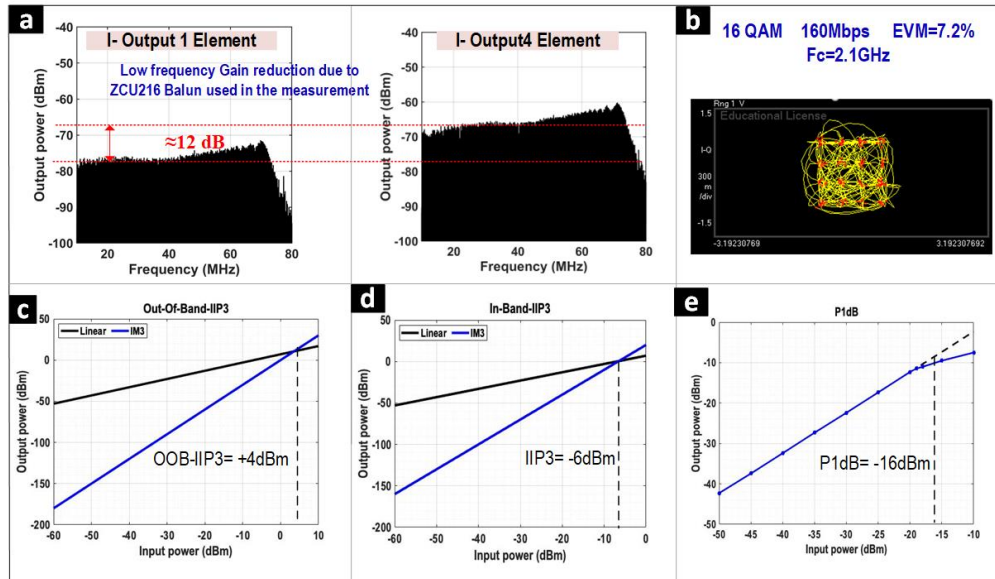 a
I- Output 1 Element
Low frequency Gain reduction due to
ZCU216 Balun used in the measurement
≈12 dB
Output power (dBm)
-40
-50
-60
-70
-80
-90
-100
20
40
60
80
Frequency (MHz)
I- Output4 Element
Output power (dBm)
-40
-50
-60
-70
-80
-90
-100
20
40
60
80
Frequency (MHz)
b
16 QAM 160Mbps EVM=7.2%
Fc=2.1GHz
Rng 1 V
1.5
Educational License
I-Q
300
m
/div
-1.5
-3.19230769
3.192307692
c
Out-Of-Band-IIP3
Linear
IM3
OOB-IIP3= +4dBm
Output power (dBm)
50
0
-50
-100
-150
-200
-60
-50
-40
-30
-20
-10
0
10
Input power (dBm)
d
In-Band-IIP3
Linear
IM3
IIP3= -6dBm
Output power (dBm)
50
0
-50
-100
-150
-200
-60
-50
-40
-30
-20
-10
0
Input power (dBm)
e
P1dB
P1dB= -16dBm
Output power (dBm)
0
-10
-20
-30
-40
-50
-50
-45
-40
-35
-30
-25
-20
-15
-10
Input power (dBm)